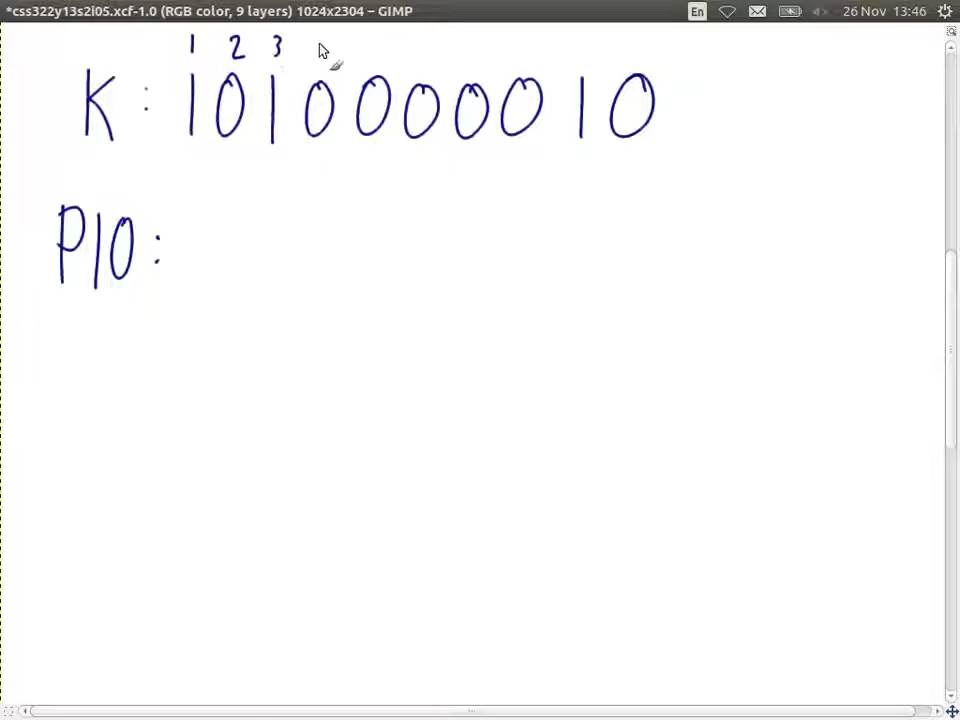 *css322y13s2i05.xcf-1.0 (RGB color, 9 layers) 1024x2304 – GIMP En 26 Nov 13:46
1 2 3
K: 1010000010
P10: